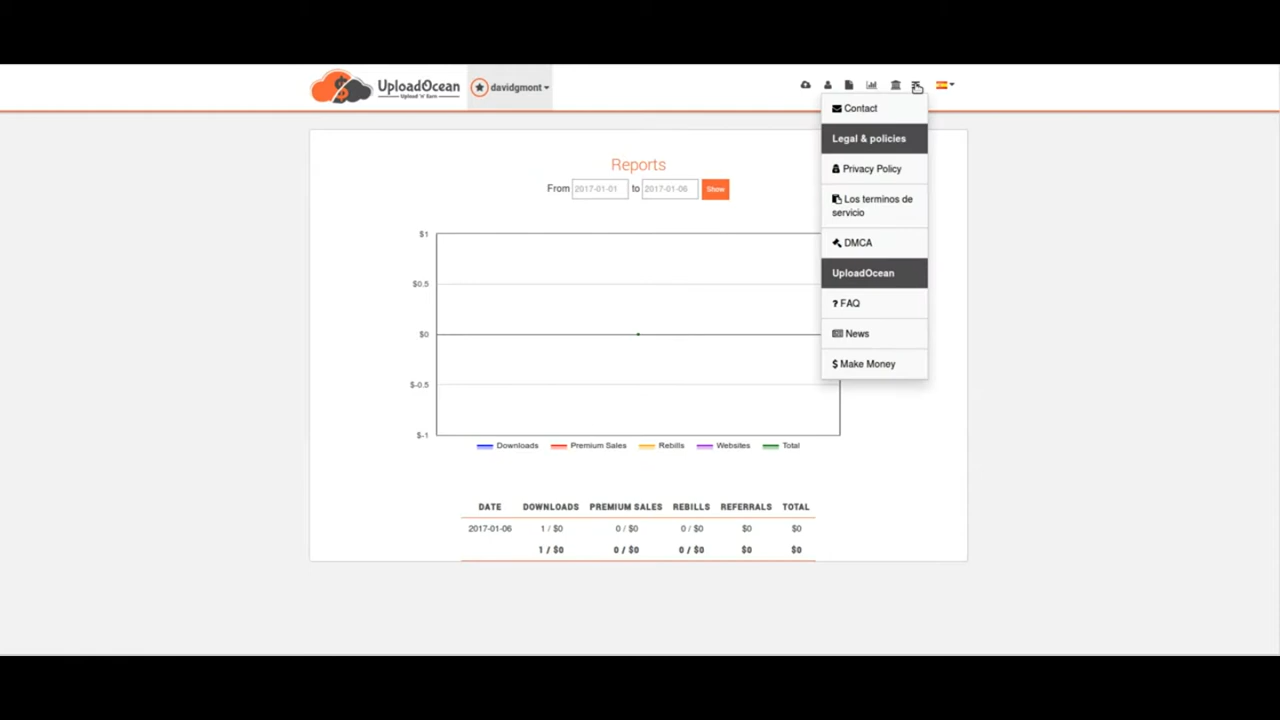 UploadOcean
Upload 'n' Earn
davidgmont
Contact
Legal & policies
Privacy Policy
Los terminos de
servicio
DMCA
UploadOcean
? FAQ
News
$ Make Money
Reports
From 2017-01-01 to 2017-01-06 Show
$1
$0.5
$0
$-0.5
$-1
Downloads Premium Sales Rebills Websites Total
DATE DOWNLOADS PREMIUM SALES REBILLS REFERRALS TOTAL
2017-01-06 1 / $0 0 / $0 0 / $0 $0 $0
1 / $0 0 / $0 0 / $0 $0 $0